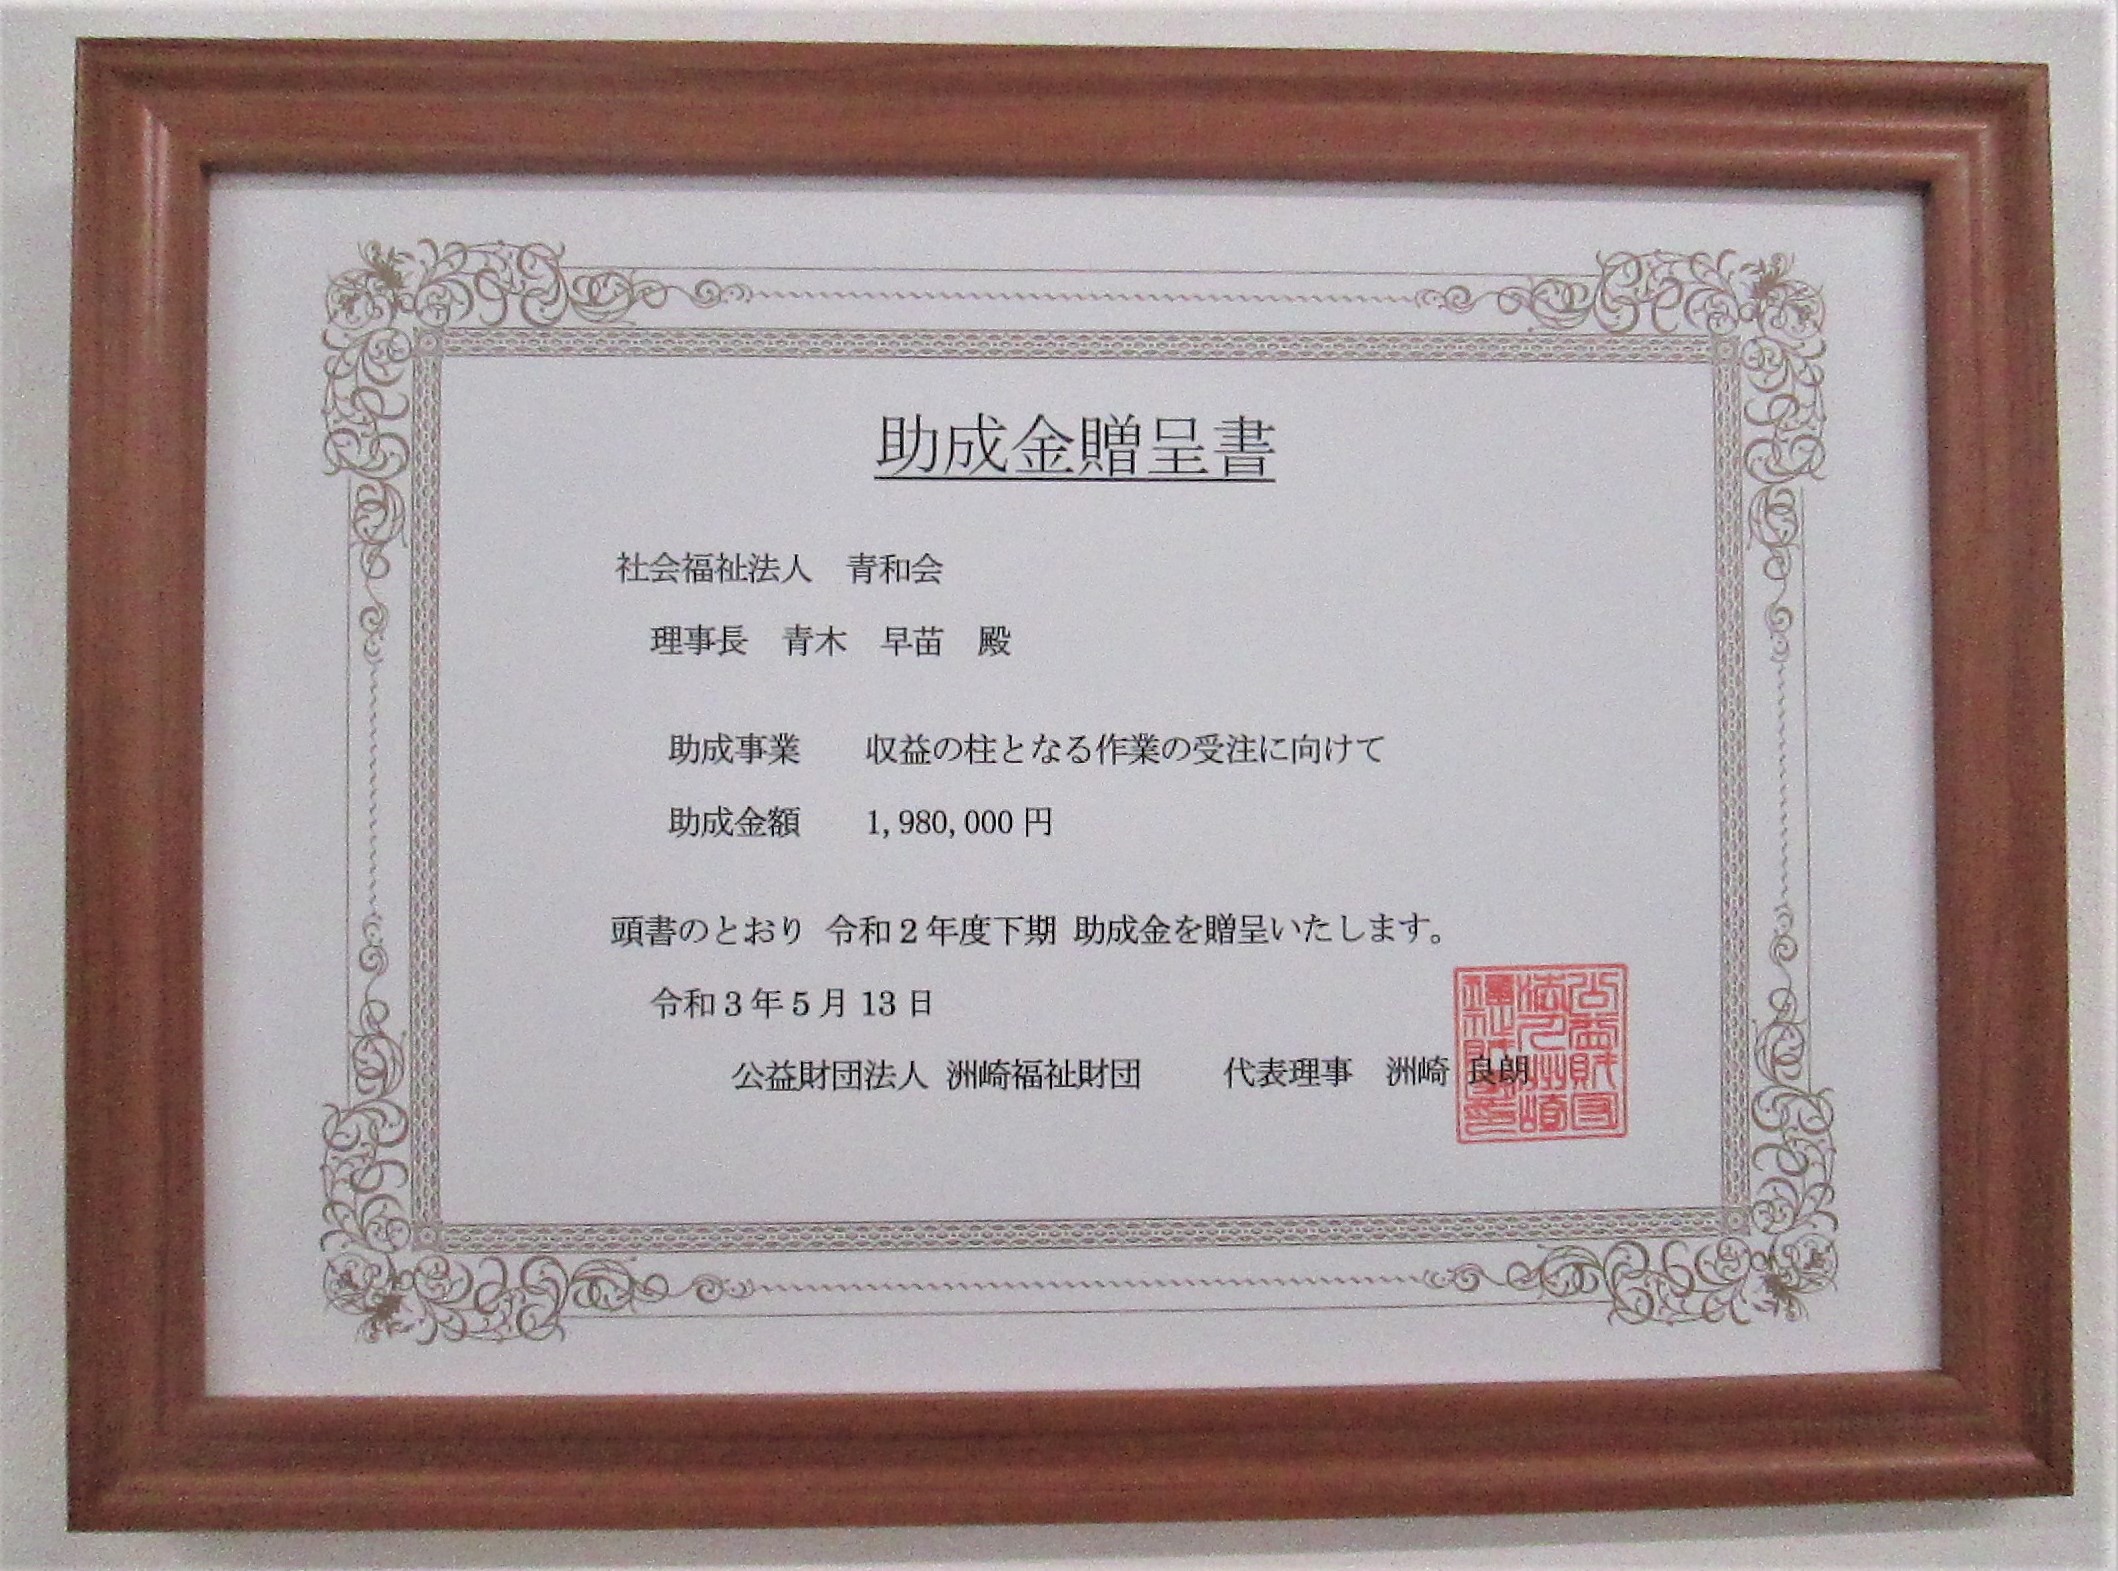 助成金贈呈書
社会福祉法人　青和会
理事長　青木　早苗　殿
助成事業　　収益の柱となる作業の受注に向けて
助成金額　　1,980,000 円
頭書のとおり 令和 2 年度下期 助成金を贈呈いたします。
令和 3 年 5 月 13 日
公益財団法人 洲崎福祉財団　　代表理事　洲崎 良朗